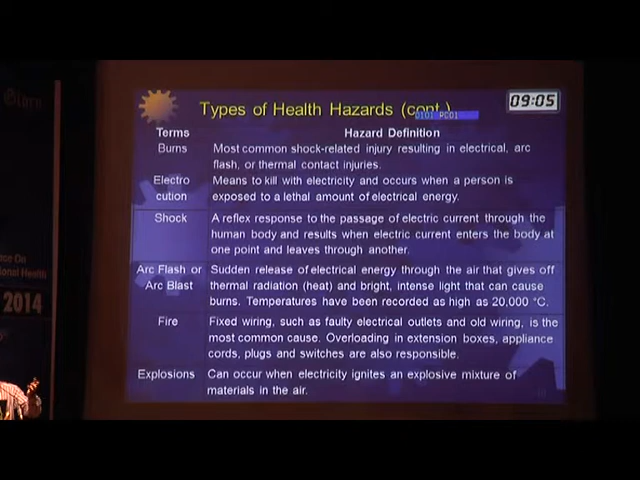 Types of Health Hazards (cont.)
09:05
Terms
Hazard Definition
Burns
Most common shock-related injury resulting in electrical, arc
flash, or thermal contact injuries.
Electro
cution
Means to kill with electricity and occurs when a person is
exposed to a lethal amount of electrical energy.
Shock
A reflex response to the passage of electric current through the
human body and results when electric current enters the body at
one point and leaves through another.
Arc Flash or
Arc Blast
Sudden release of electrical energy through the air that gives off
thermal radiation (heat) and bright, intense light that can cause
burns. Temperatures have been recorded as high as 20,000 °C.
Fire
Fixed wiring, such as faulty electrical outlets and old wiring, is the
most common cause. Overloading in extension boxes, appliance
cords, plugs and switches are also responsible.
Explosions
Can occur when electricity ignites an explosive mixture of
materials in the air.
On
Health
2014